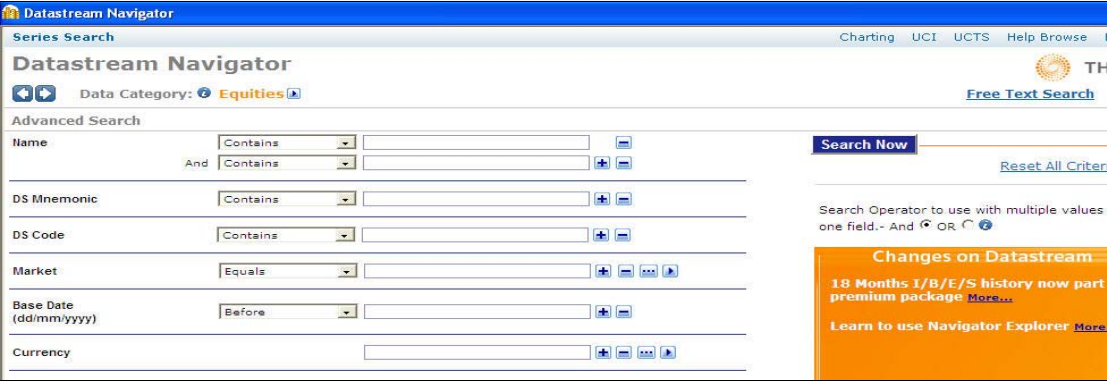 Datastream Navigator
Series Search
Charting UCI UCTS Help Browse
Datastream Navigator
TH
Data Category: Equities
Free Text Search
Advanced Search
Name Contains
And Contains
Search Now
Reset All Criter
DS Mnemonic Contains
Search Operator to use with multiple values
one field.- And OR
DS Code Contains
Market Equals
Changes on Datastream
18 Months I/B/E/S history now part
premium package More...
Base Date
(dd/mm/yyyy) Before
Learn to use Navigator Explorer More
Currency